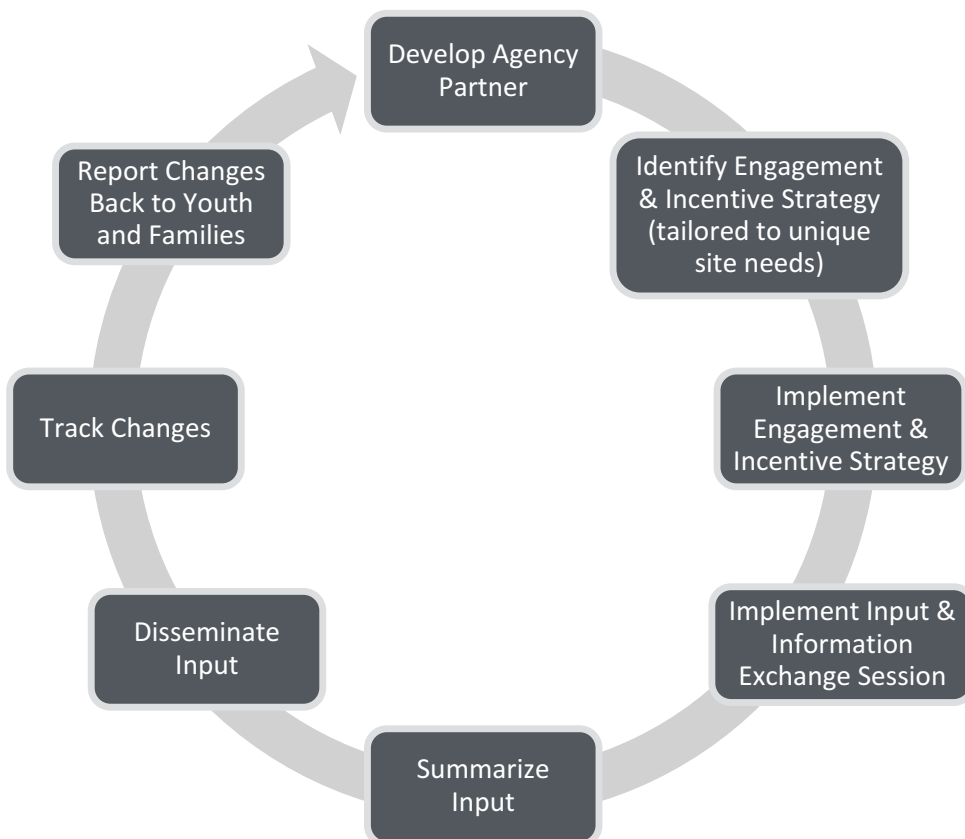 Develop Agency
Partner
Identify Engagement
& Incentive Strategy
(tailored to unique
site needs)
Implement
Engagement &
Incentive Strategy
Implement Input &
Information
Exchange Session
Summarize
Input
Disseminate
Input
Track Changes
Report Changes
Back to Youth
and Families